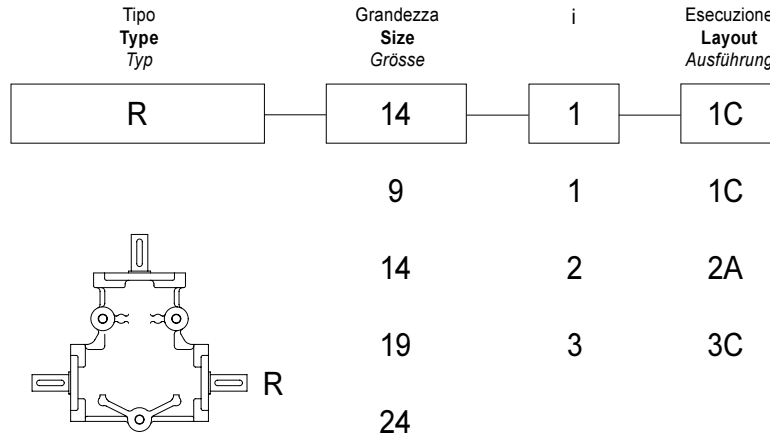 Tipo Grandezza i Esecuzione
Type Size Layout
Typ Grösse Ausführung
R 14 1 1C
9 1 1C
14 2 2A
19 3 3C
R
24